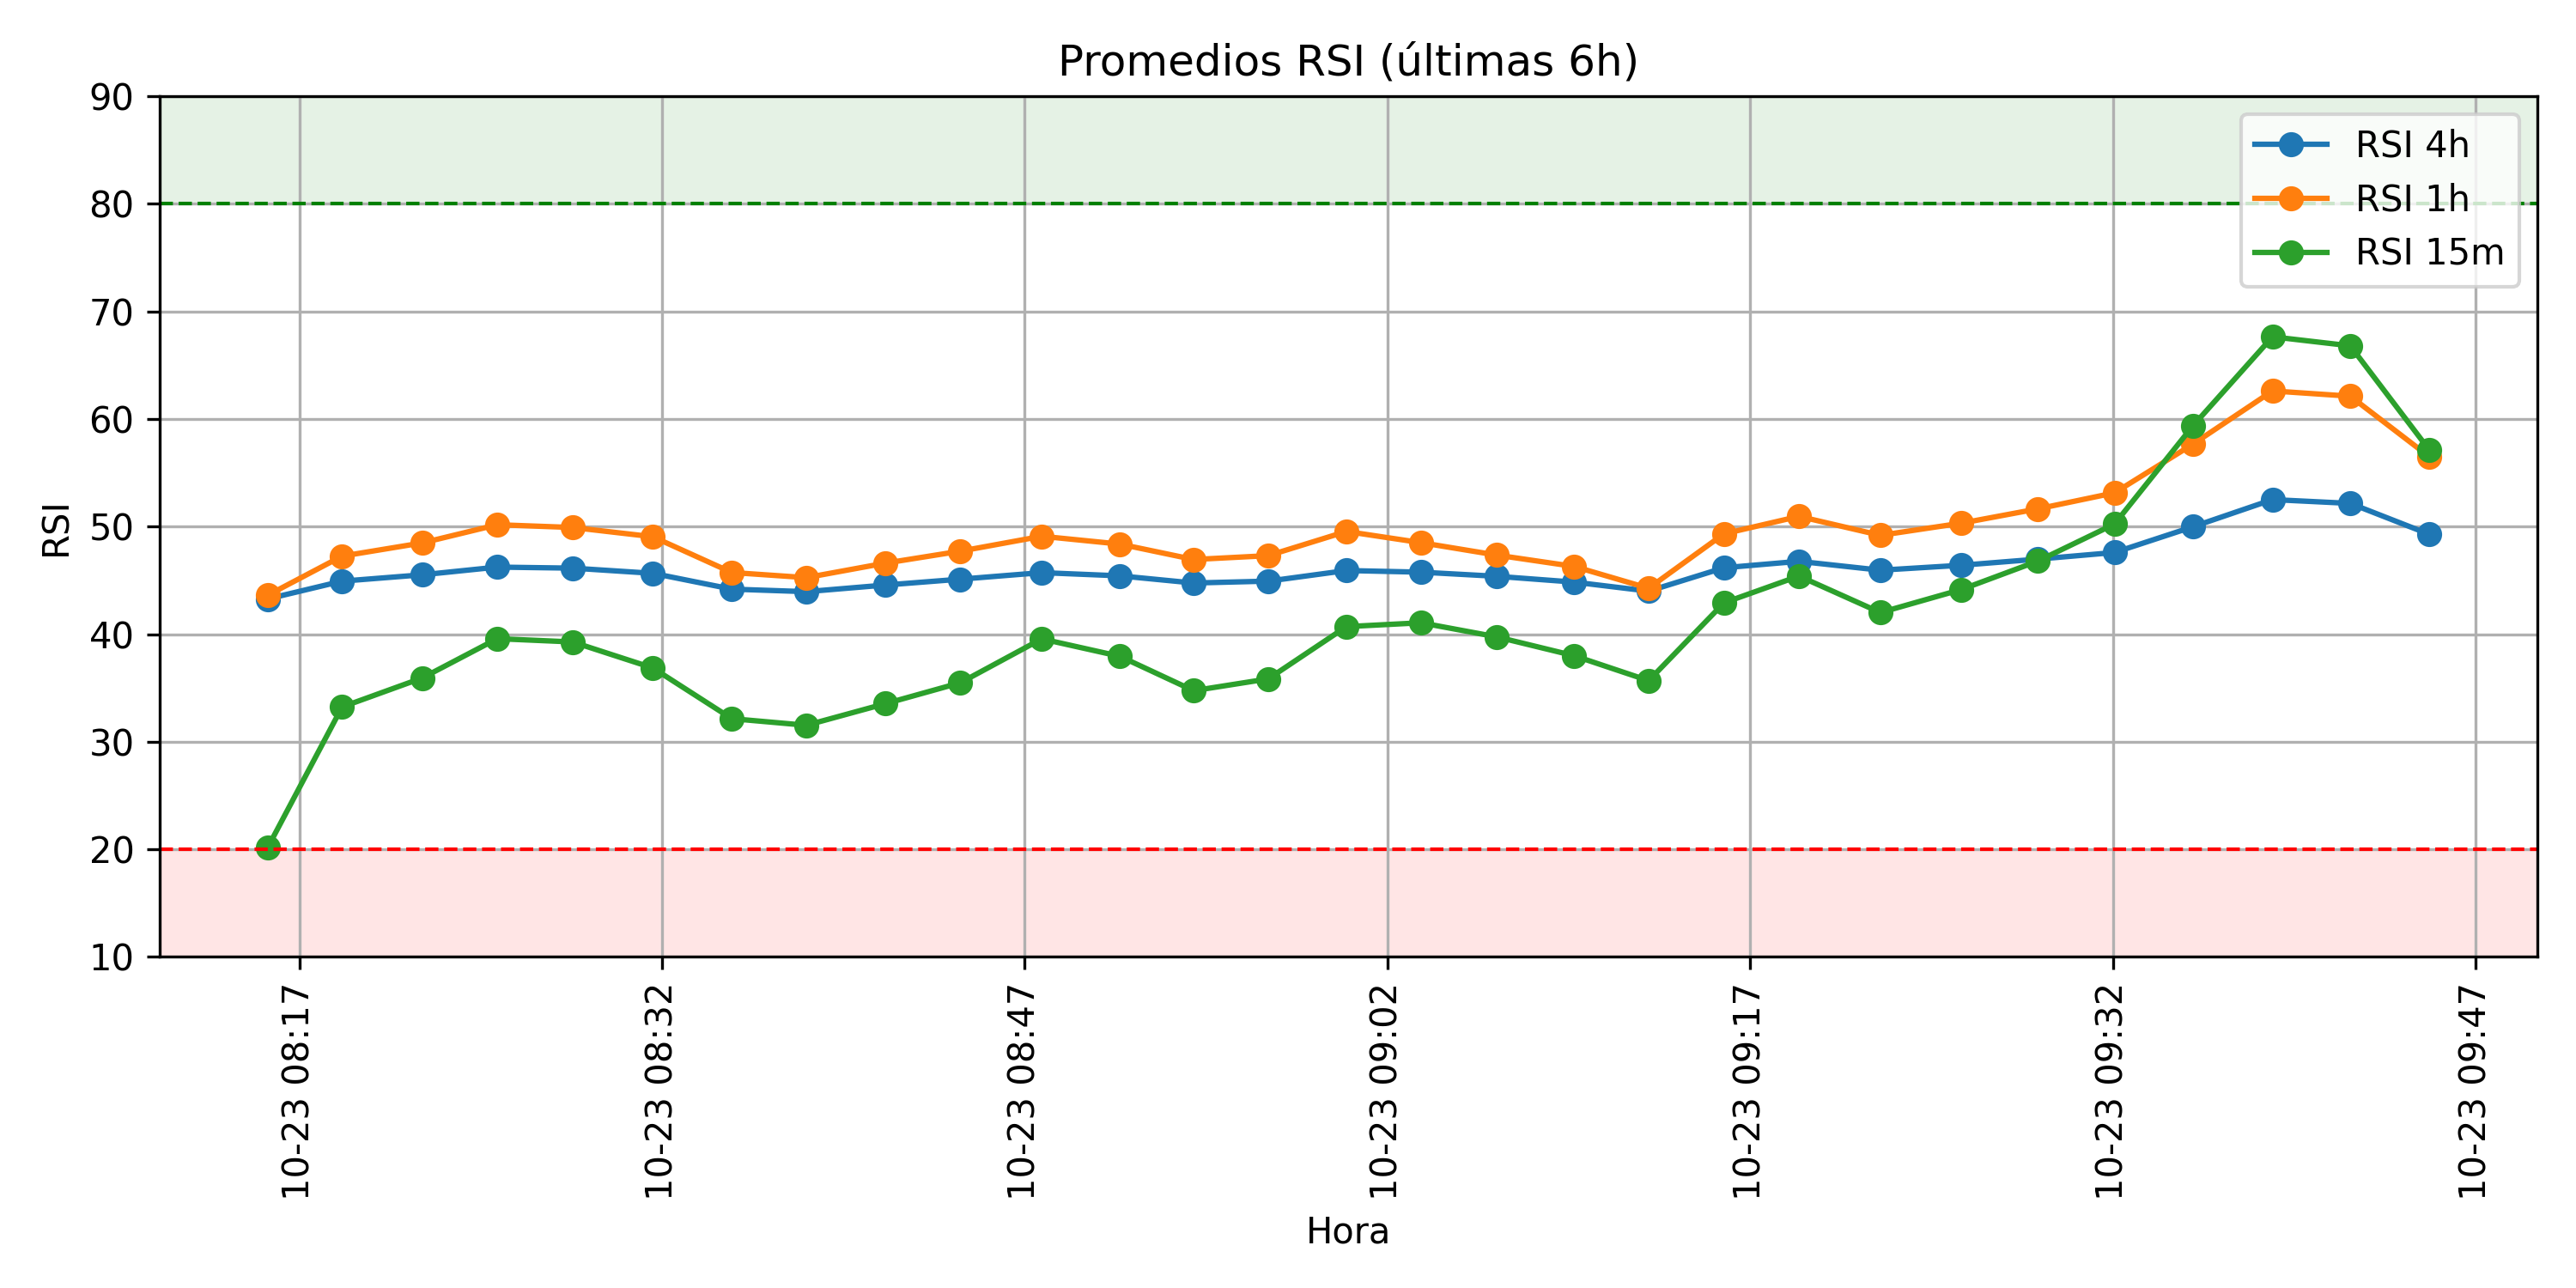 Promedios RSI (últimas 6h)
RSI
90
80
70
60
50
40
30
20
10
RSI 4h
RSI 1h
RSI 15m
10-23 08:17
10-23 08:32
10-23 08:47
10-23 09:02
10-23 09:17
10-23 09:32
10-23 09:47
Hora